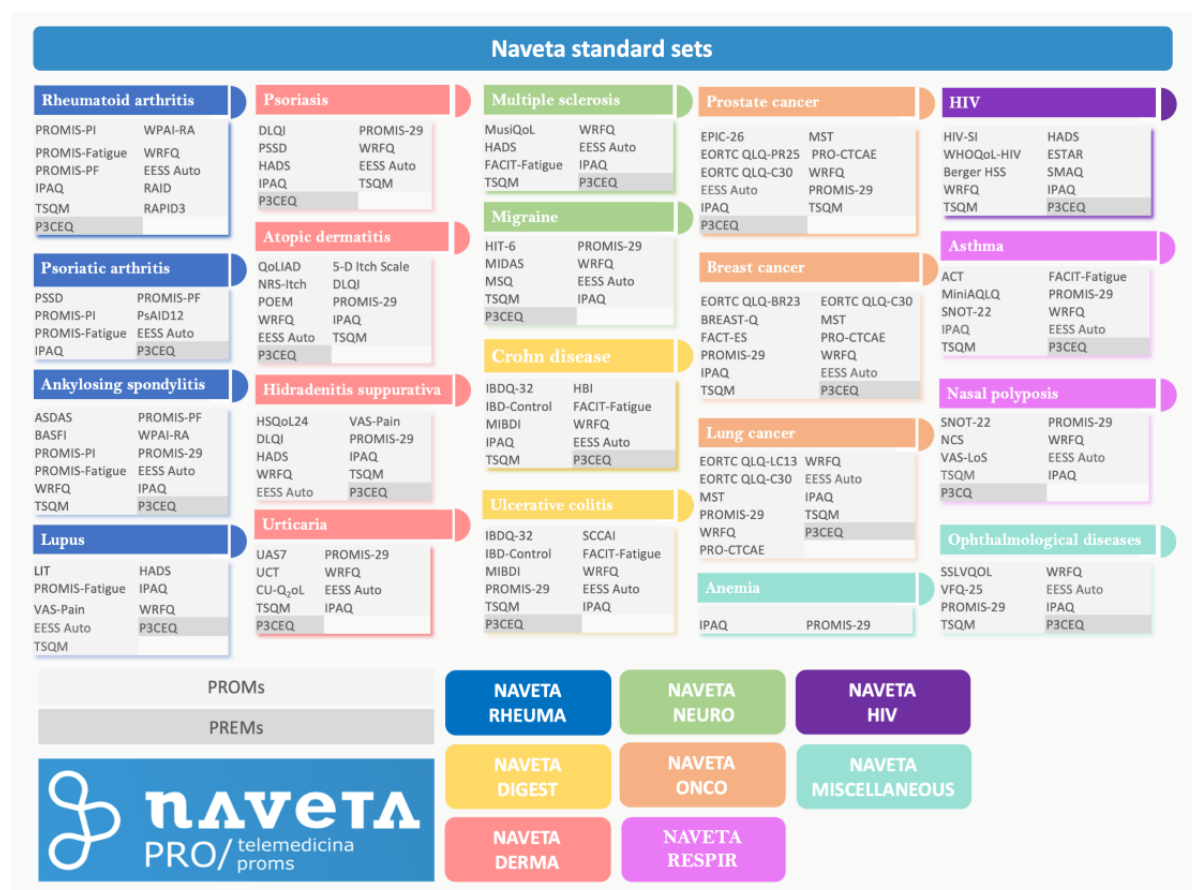 Naveta standard sets
Rheumatoid arthritis
PROMIS-PI WPAI-RA
PROMIS-Fatigue WRFQ
PROMIS-PF EESS Auto
IPAQ RAID
TSQM RAPID3
P3CEQ
Psoriatic arthritis
PSSD PROMIS-PF
PROMIS-PI PsAID12
PROMIS-Fatigue EESS Auto
IPAQ P3CEQ
Ankylosing spondylitis
ASDAS PROMIS-PF
BASFI WPAI-RA
PROMIS-PI PROMIS-29
PROMIS-Fatigue EESS Auto
WRFQ IPAQ
TSQM P3CEQ
Lupus
LIT HADS
PROMIS-Fatigue IPAQ
VAS-Pain WRFQ
EESS Auto P3CEQ
TSQM
Psoriasis
DLQI PROMIS-29
PSSD WRFQ
HADS EESS Auto
IPAQ TSQM
P3CEQ
Atopic dermatitis
QoLIAD 5-D Itch Scale
NRS-Itch DLQI
POEM PROMIS-29
WRFQ IPAQ
EESS Auto TSQM
P3CEQ
Hidradenitis suppurativa
HSQoL24 VAS-Pain
DLQI PROMIS-29
HADS IPAQ
WRFQ TSQM
EESS Auto P3CEQ
Urticaria
UAS7 PROMIS-29
UCT WRFQ
CU-Q₂oL EESS Auto
TSQM IPAQ
P3CEQ
Multiple sclerosis
MusiQoL WRFQ
HADS EESS Auto
FACIT-Fatigue IPAQ
TSQM P3CEQ
Migraine
HIT-6 PROMIS-29
MIDAS WRFQ
MSQ EESS Auto
TSQM IPAQ
P3CEQ
Crohn disease
IBDQ-32 HBI
IBD-Control FACIT-Fatigue
MIBDI WRFQ
IPAQ EESS Auto
TSQM P3CEQ
Ulcerative colitis
IBDQ-32 SCCAI
IBD-Control FACIT-Fatigue
MIBDI WRFQ
PROMIS-29 EESS Auto
TSQM IPAQ
P3CEQ
Prostate cancer
EPIC-26 MST
EORTC QLQ-PR25 PRO-CTCAE
EORTC QLQ-C30 WRFQ
EESS Auto PROMIS-29
IPAQ TSQM
P3CEQ
Breast cancer
EORTC QLQ-BR23 EORTC QLQ-C30
BREAST-Q MST
FACT-ES PRO-CTCAE
PROMIS-29 WRFQ
IPAQ EESS Auto
TSQM P3CEQ
Lung cancer
EORTC QLQ-LC13 WRFQ
EORTC QLQ-C30 EESS Auto
MST IPAQ
PROMIS-29 TSQM
WRFQ P3CEQ
PRO-CTCAE
Anemia
IPAQ PROMIS-29
HIV
HIV-SI HADS
WHOQoL-HIV ESTAR
Berger HSS SMAQ
WRFQ IPAQ
TSQM P3CEQ
Asthma
ACT FACIT-Fatigue
MiniAQLQ PROMIS-29
SNOT-22 WRFQ
IPAQ EESS Auto
TSQM P3CEQ
Nasal polyposis
SNOT-22 PROMIS-29
NCS WRFQ
VAS-LoS EESS Auto
TSQM IPAQ
P3CQ
Ophthalmological diseases
SSLVQOL WRFQ
VFQ-25 EESS Auto
PROMIS-29 IPAQ
TSQM P3CEQ
PROMs
PREMs
naveta
PRO/ telemedicina
proms
NAVETA
RHEUMA
NAVETA
NEURO
NAVETA
HIV
NAVETA
DIGEST
NAVETA
ONCO
NAVETA
MISCELLANEOUS
NAVETA
DERMA
NAVETA
RESPIR